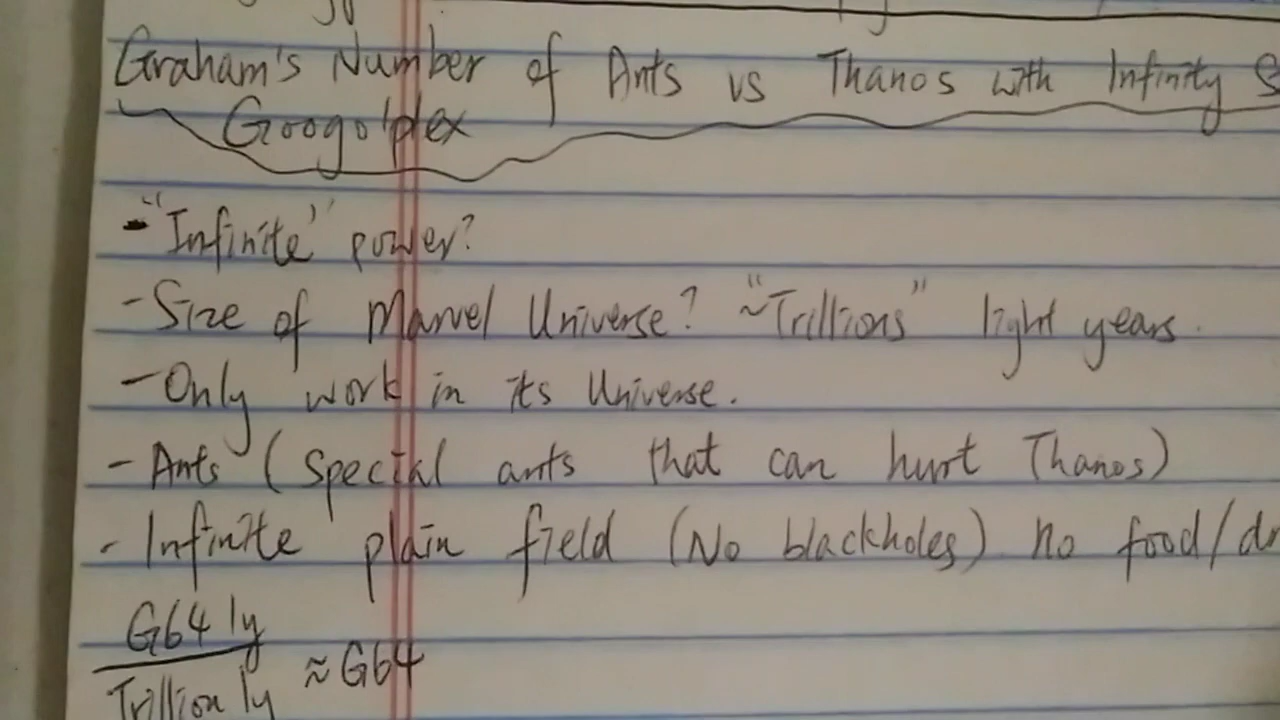 Graham's Number of Ants vs Thanos with Infinity
Googolplex
- "Infinite" power?
- Size of Marvel Universe? ~"Trillions" light years.
- Only work in its Universe.
- Ants (Special ants that can hurt Thanos)
- Infinite plain field (No blackholes) no food/
G64 ly
Trillion ly
≈ G64